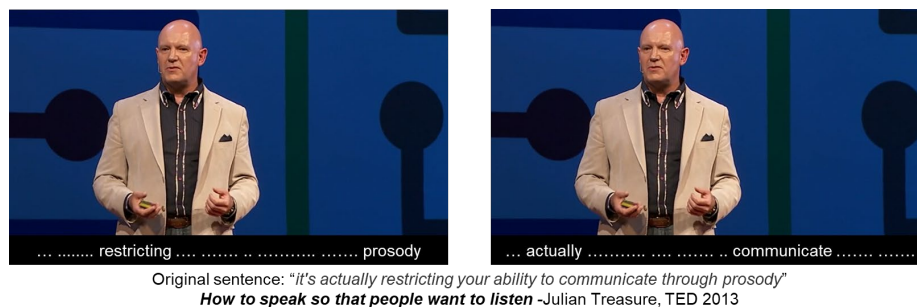 ... ........ restricting .... ....... .. ........... ....... prosody
... actually ........... .... ....... .. communicate ....... .......
Original sentence: “it's actually restricting your ability to communicate through prosody”
How to speak so that people want to listen -Julian Treasure, TED 2013